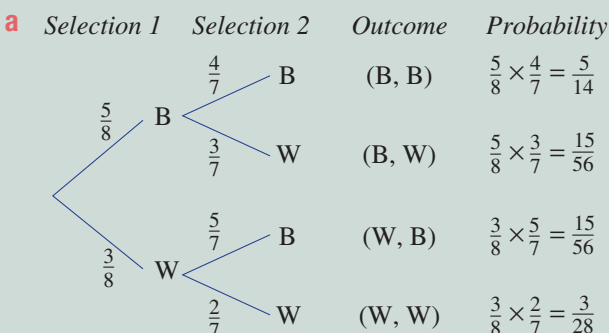 a Selection 1 Selection 2 Outcome Probability
4/7 B (B, B) 5/8 × 4/7 = 5/14
5/8 B
3/7 W (B, W) 5/8 × 3/7 = 15/56
5/7 B (W, B) 3/8 × 5/7 = 15/56
3/8 W
2/7 W (W, W) 3/8 × 2/7 = 3/28